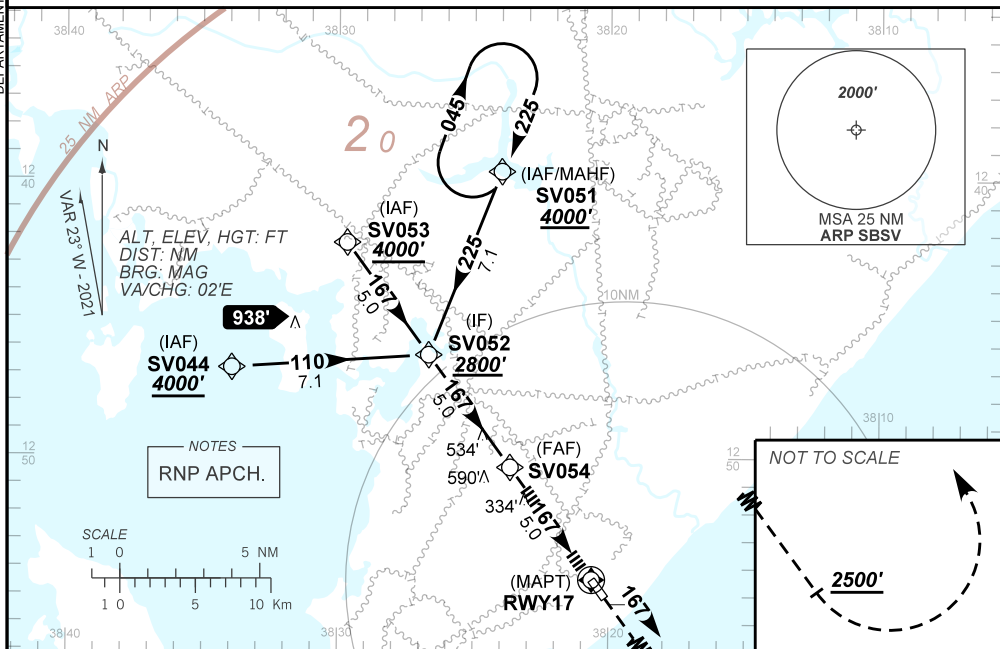 38/40
38/30
38/20
38/10
25 NM ARP
2000'
MSA 25 NM
ARP SBSV
045
225
2 0
N
VAR 23° W - 2021
12
40
12
40
(IAF/MAHF)
SV051
4000'
(IAF)
SV053
4000'
ALT, ELEV, HGT: FT
DIST: NM
BRG: MAG
VA/CHG: 02'E
225
7.1
167
5.0
10NM
938'
(IAF)
SV044
4000'
110
7.1
(IF)
SV052
2800'
167
5.0
38/10
NOTES
RNP APCH.
534'
590'
334'
(FAF)
SV054
12
50
12
50
NOT TO SCALE
167
5.0
SCALE
1 0 5 NM
1 0 5 10 Km
2500'
(MAPT)
RWY17
167
38/40
38/30
38/20